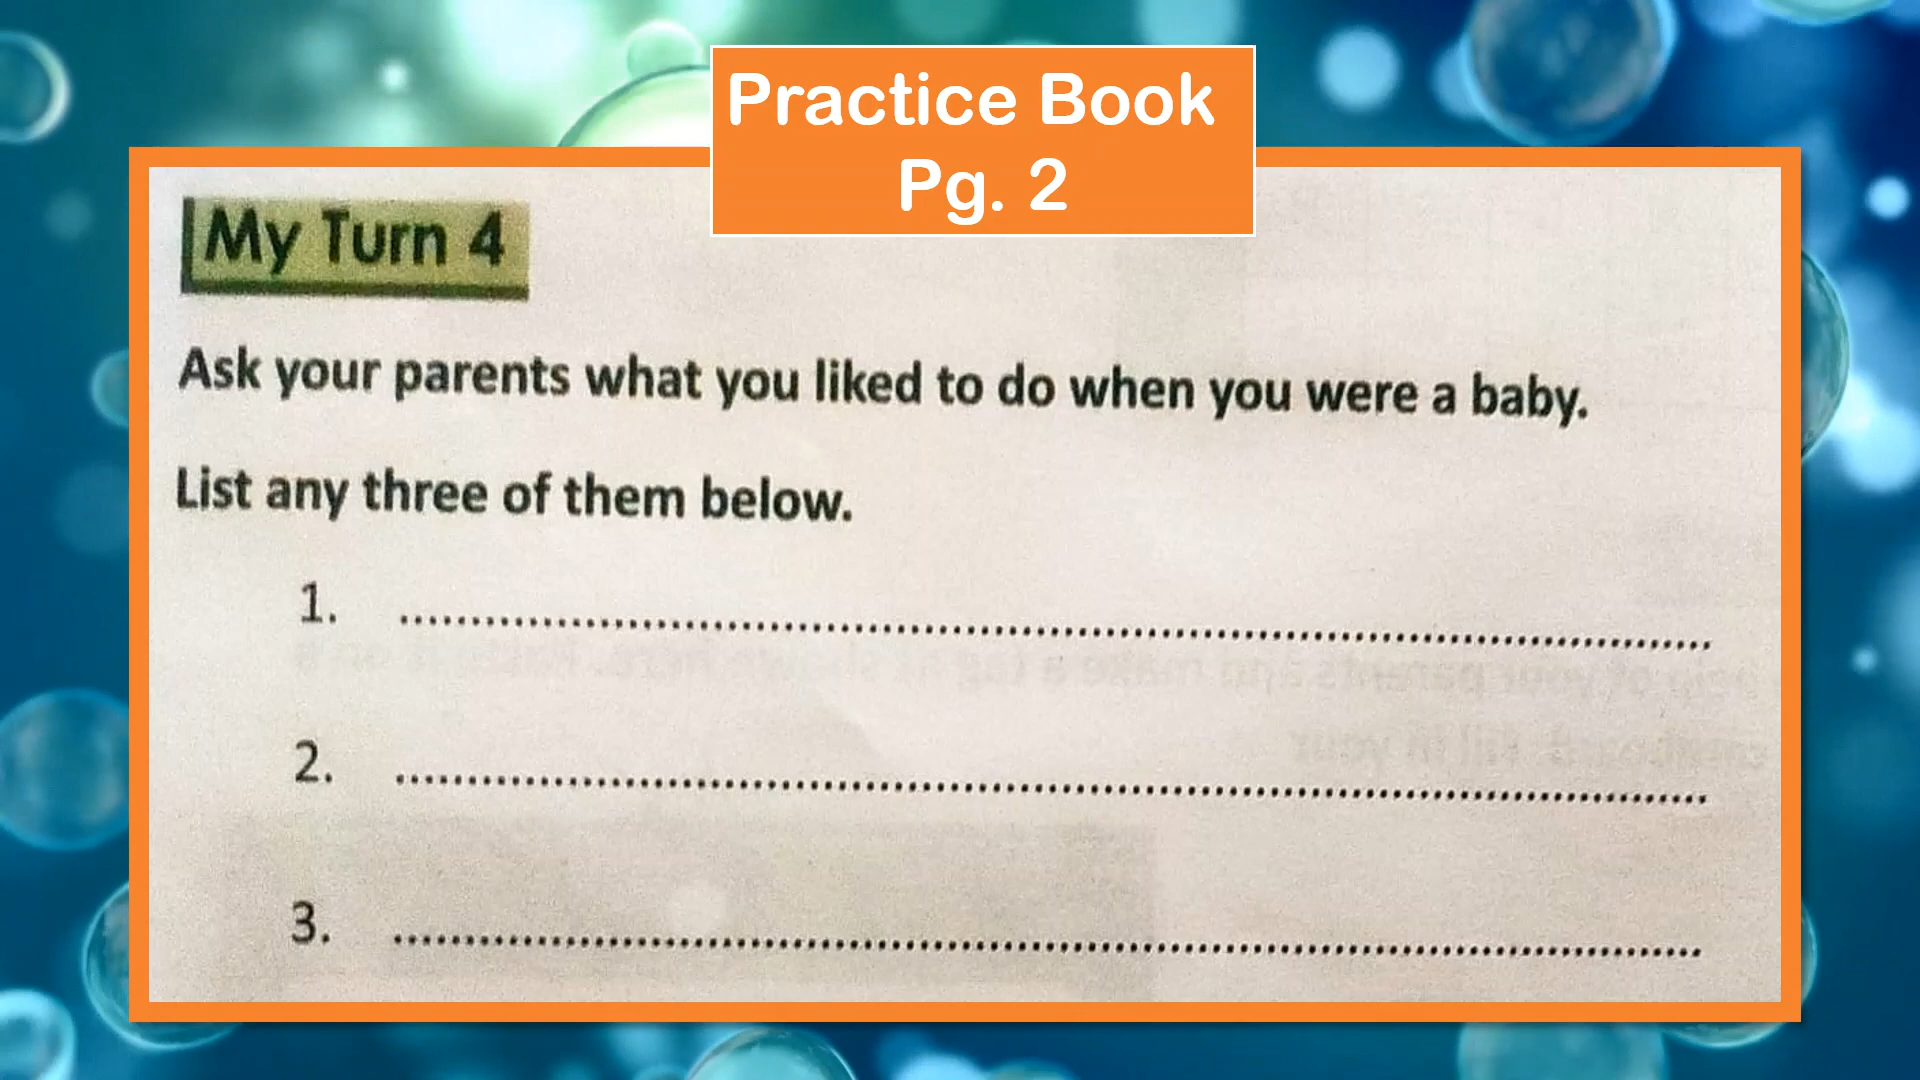 Practice Book
Pg. 2
My Turn 4
Ask your parents what you liked to do when you were a baby.
List any three of them below.
1. ........................................................................
2. ........................................................................
3. ........................................................................